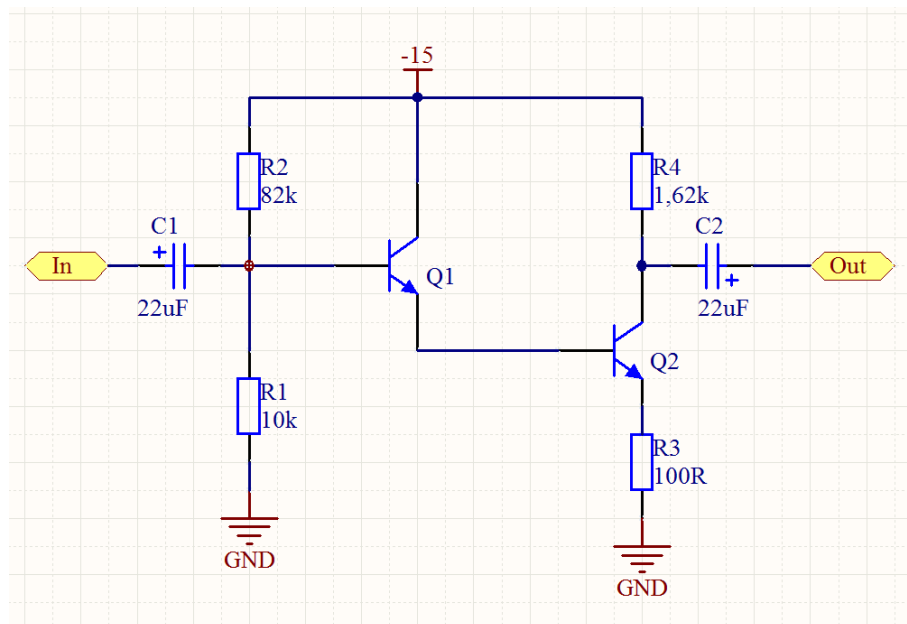 -15
R2
82k
R4
1,62k
C1
+
In
22uF
Q1
C2
+
Out
22uF
Q2
R1
10k
R3
100R
GND
GND